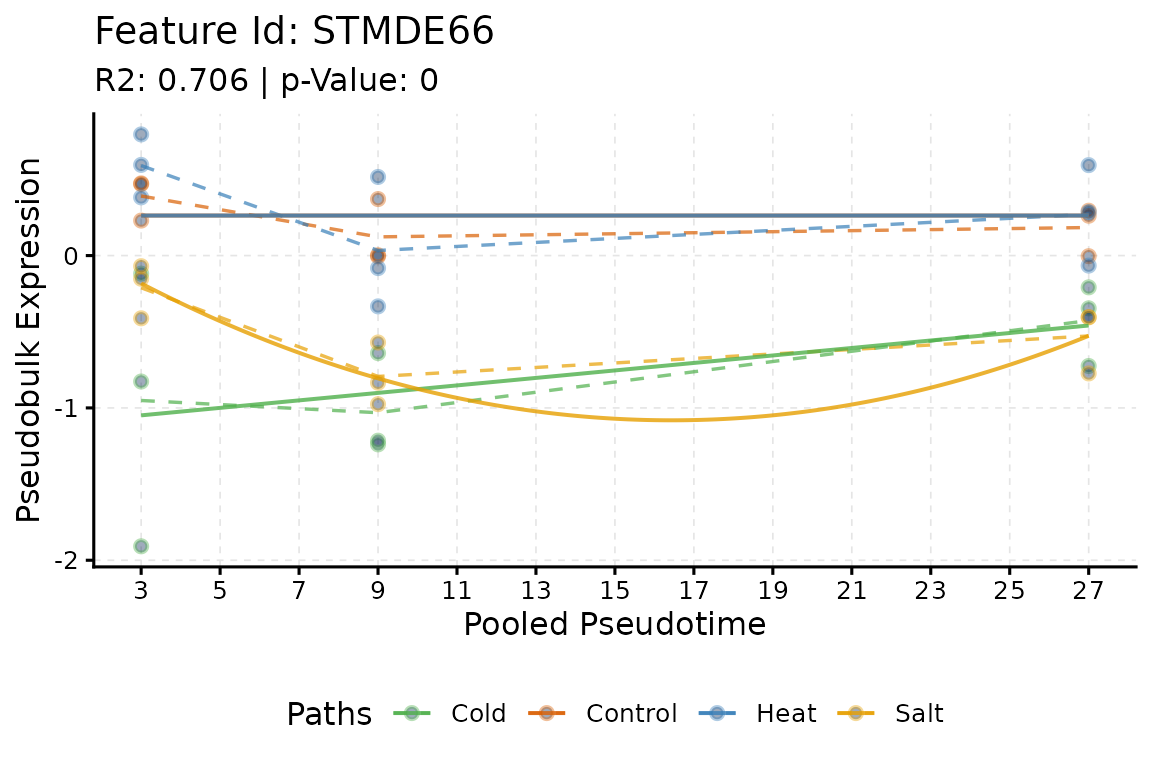 Feature Id: STMDE66
R2: 0.706 | p-Value: 0
Pseudobulk Expression
0
-1
-2
3 5 7 9 11 13 15 17 19 21 23 25 27
Pooled Pseudotime
Paths Cold Control Heat Salt